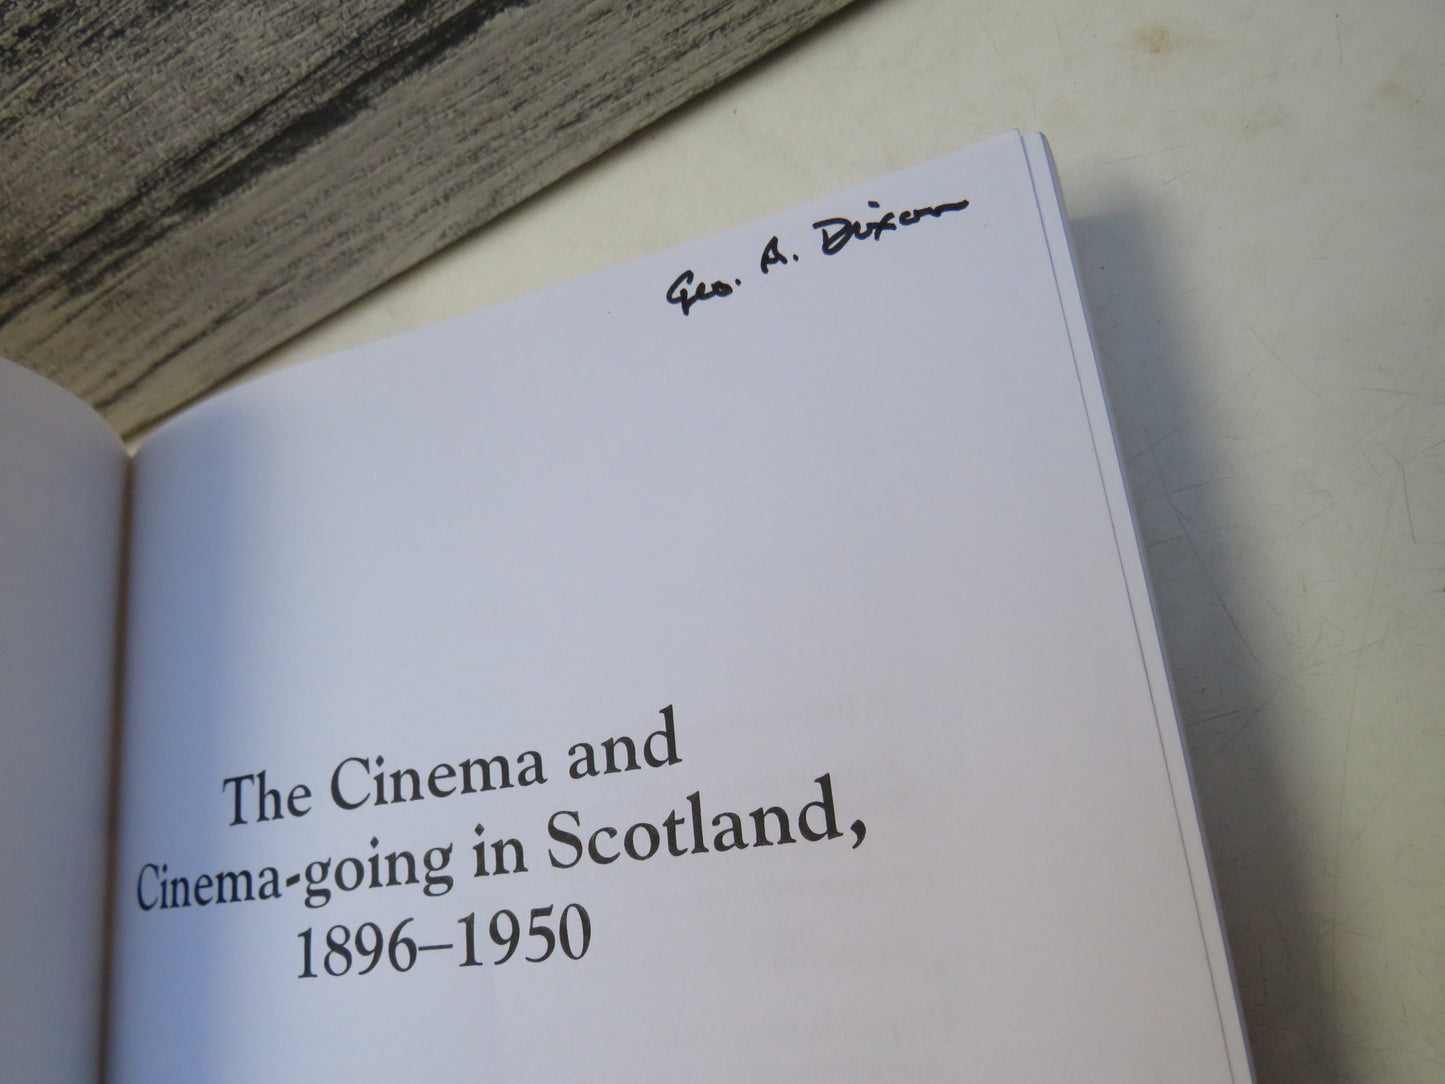 Geo. A. Dixon
The Cinema and
Cinema-going in Scotland,
1896–1950